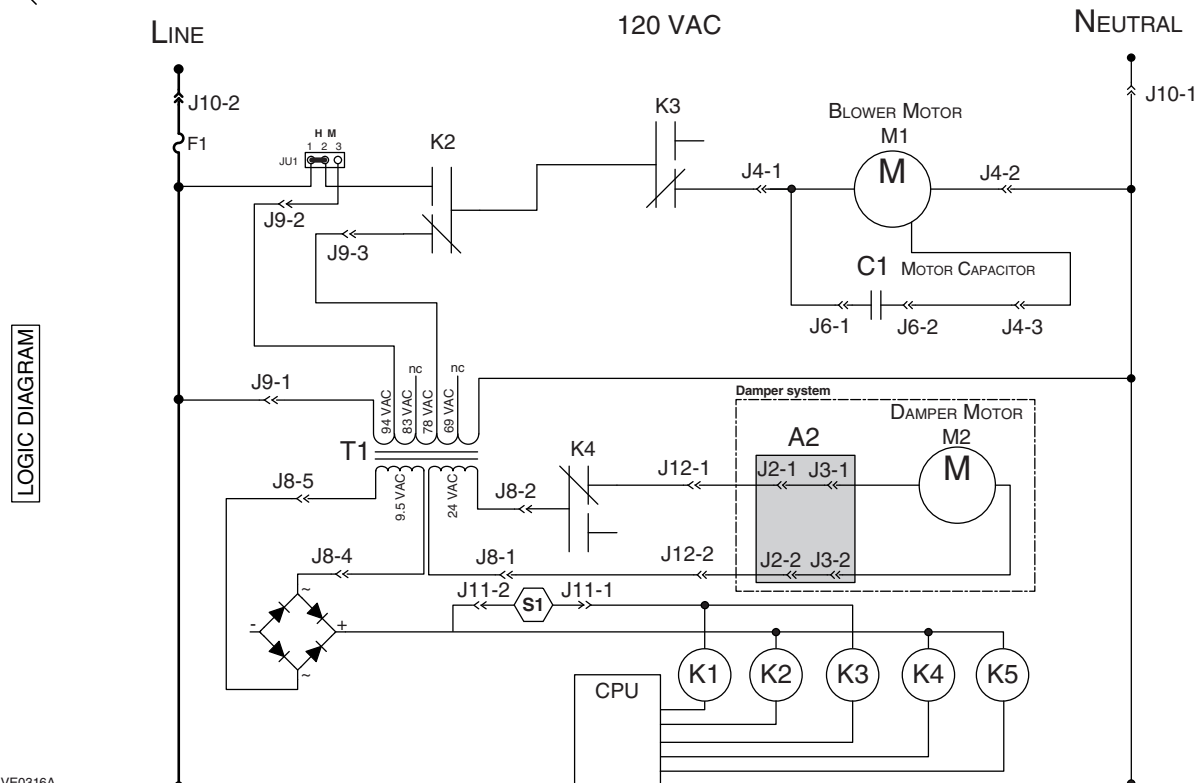 LINE
120 VAC
NEUTRAL
J10-2
J10-1
F1
H M
1 2 3
JU1
K2
K3
BLOWER MOTOR
M1
M
J4-1
J4-2
J9-2
J9-3
C1 MOTOR CAPACITOR
J6-1
J6-2
J4-3
LOGIC DIAGRAM
J9-1
94 VAC
83 VAC
nc
78 VAC
69 VAC
nc
T1
Damper system
DAMPER MOTOR
M2
M
A2
K4
J12-1
J2-1
J3-1
J8-5
9.5 VAC
24 VAC
J8-2
J8-4
J8-1
J12-2
J2-2
J3-2
J11-2
S1
J11-1
~
-
+
~
K1
K2
K3
K4
K5
CPU
VE0316A